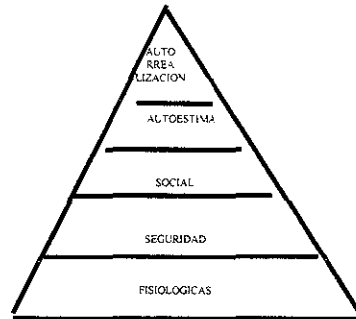 AUTO
RREA
LIZACION
AUTOESTIMA
SOCIAL
SEGURIDAD
FISIOLOGICAS